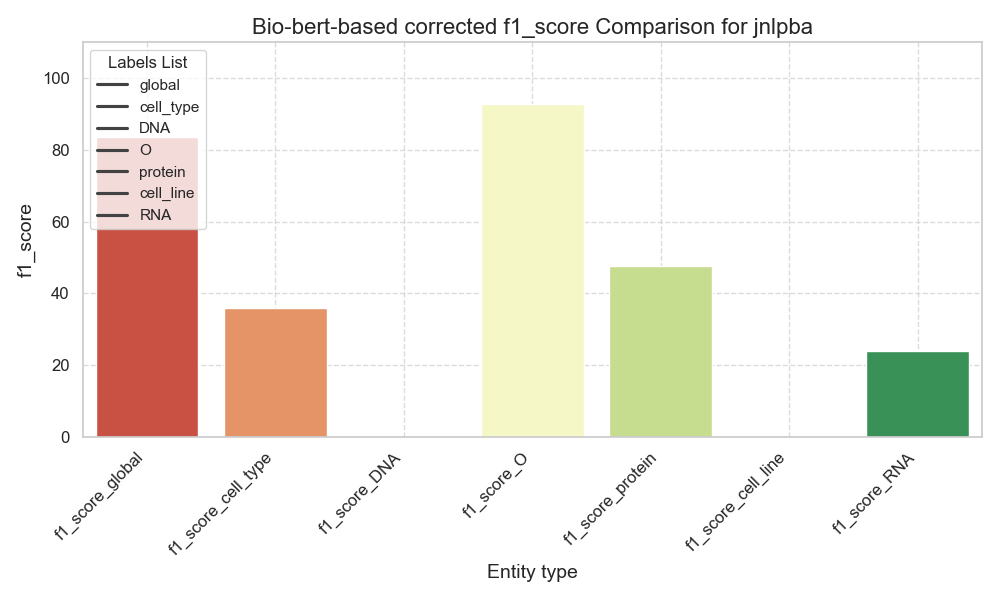 Bio-bert-based corrected f1_score Comparison for jnlpba
Labels List
global
cell_type
DNA
O
protein
cell_line
RNA
f1_score
100
80
60
40
20
0
f1_score_global
f1_score_cell_type
f1_score_DNA
f1_score_O
f1_score_protein
f1_score_cell_line
f1_score_RNA
Entity type